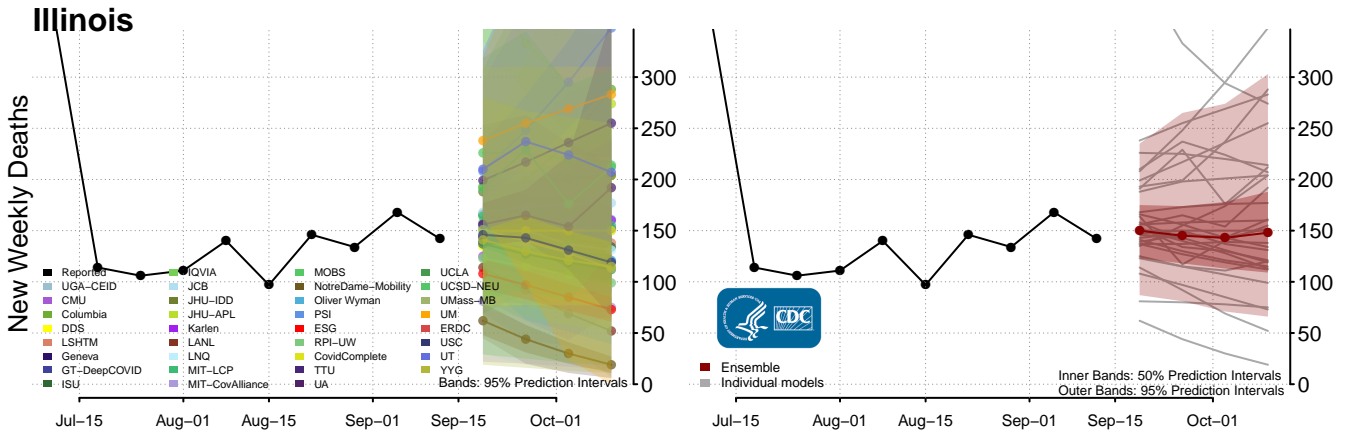 Illinois
New Weekly Deaths
300
250
200
150
100
50
0
Reported
UGA−CEID
CMU
Columbia
DDS
LSHTM
Geneva
GT−DeepCOVID
ISU
IQVIA
JCB
JHU−IDD
JHU−APL
Karlen
LANL
LNQ
MIT−LCP
MIT−CovAlliance
MOBS
NotreDame−Mobility
Oliver Wyman
PSI
ESG
RPI−UW
CovidComplete
TTU
UA
UCLA
UCSD−NEU
UMass−MB
UM
ERDC
USC
UT
YYG
Bands: 95% Prediction Intervals
Jul−15 Aug−01 Aug−15 Sep−01 Sep−15 Oct−01
300
250
200
150
100
50
0
CDC
Ensemble
Individual models
Inner Bands: 50% Prediction Intervals
Outer Bands: 95% Prediction Intervals
Jul−15 Aug−01 Aug−15 Sep−01 Sep−15 Oct−01